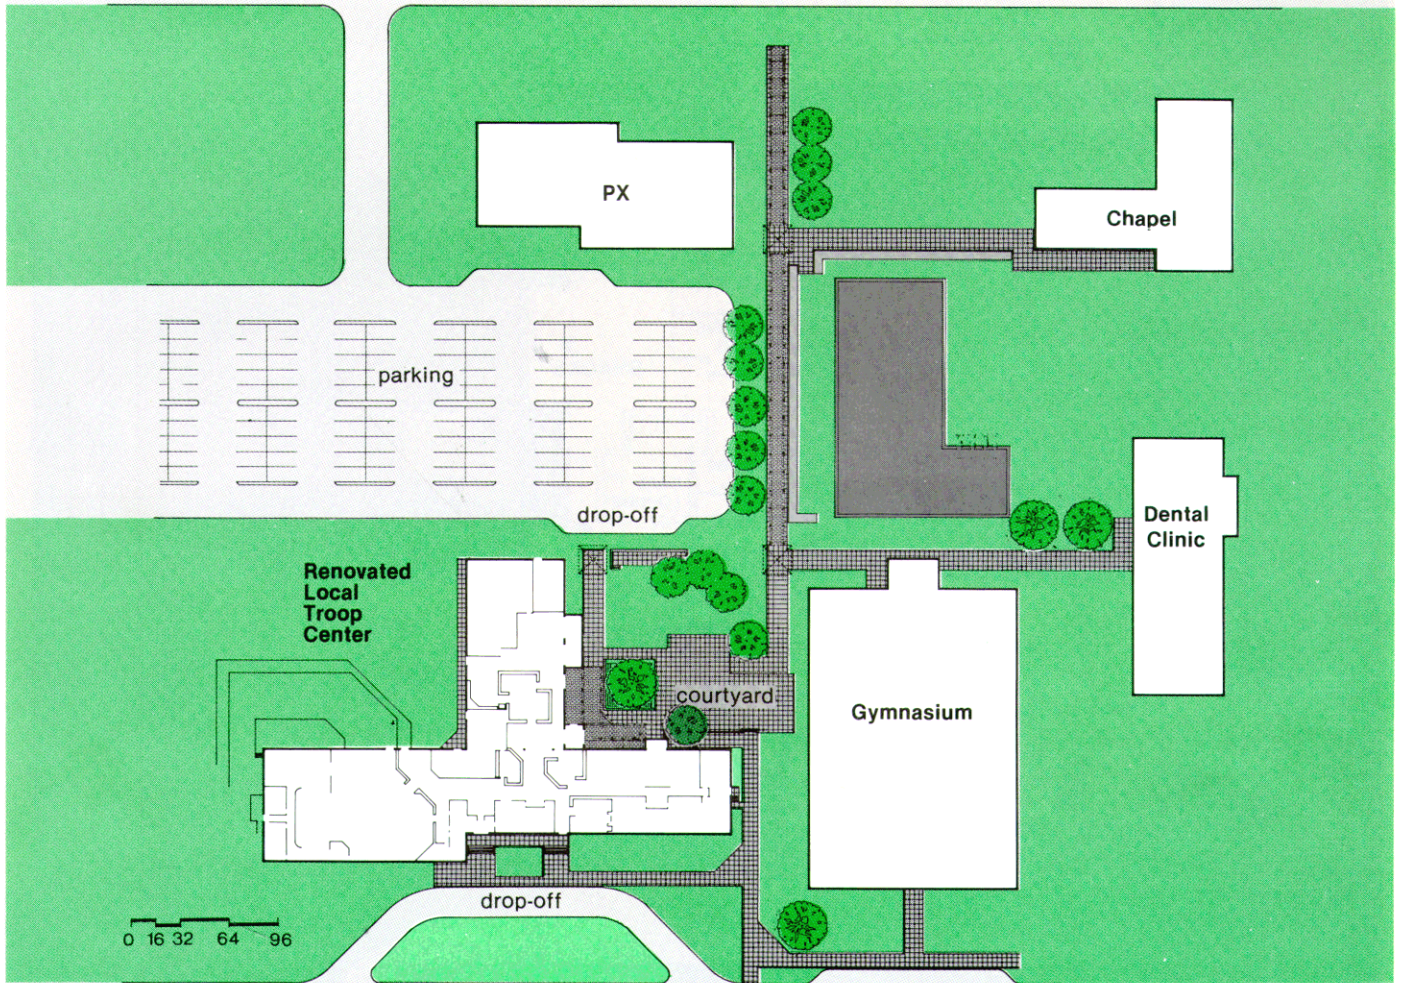 PX
Chapel
parking
drop-off
Dental
Clinic
Renovated
Local
Troop
Center
courtyard
Gymnasium
drop-off
0 16 32 64 96